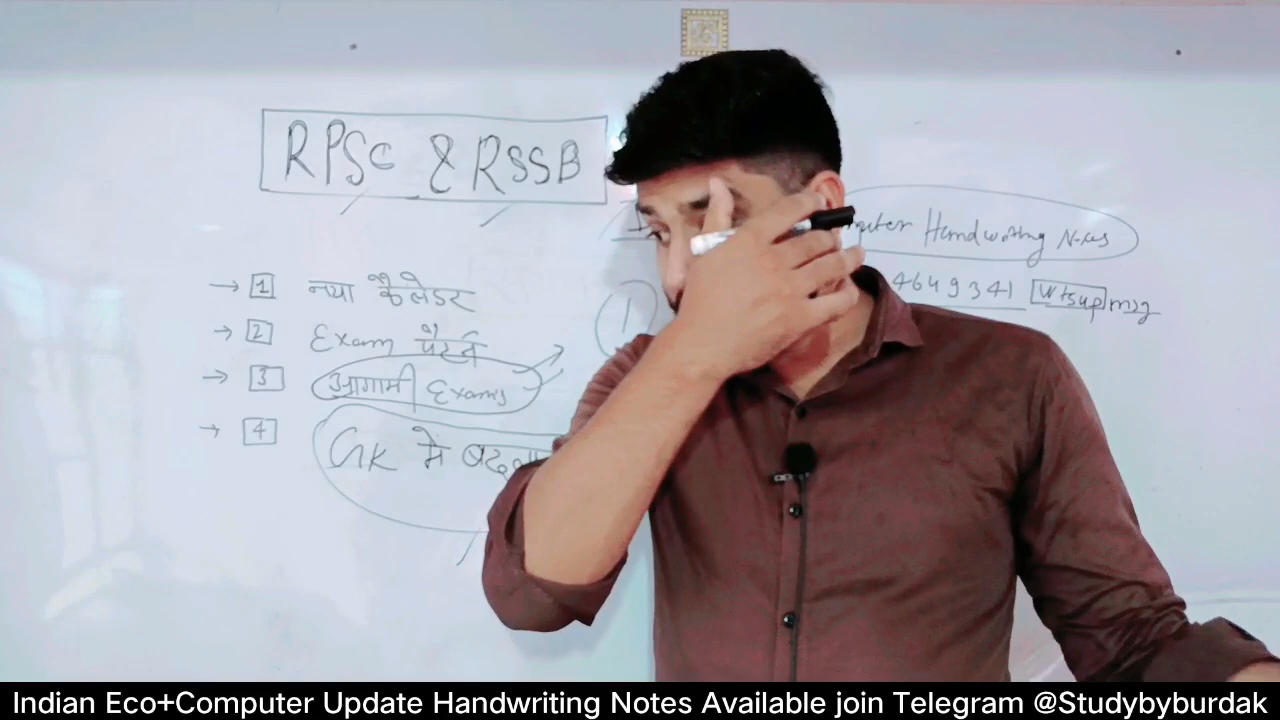 RPSC & RSSB
→ 1 नया कैलेंडर
→ 2 Exam पैटर्न
→ 3 आगामी Exams
→ 4 GK में
Handwriting Notes
4649341 Wtsup msg
1
Indian Eco+Computer Update Handwriting Notes Available join Telegram @Studybyburdak